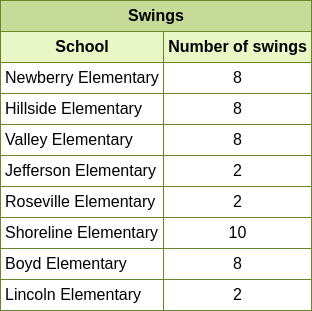 Swings
School Number of swings
Newberry Elementary 8
Hillside Elementary 8
Valley Elementary 8
Jefferson Elementary 2
Roseville Elementary 2
Shoreline Elementary 10
Boyd Elementary 8
Lincoln Elementary 2